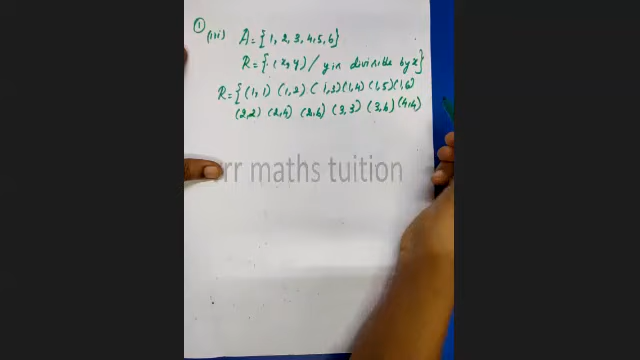 ①
(iii) A = {1, 2, 3, 4, 5, 6}
R = {(x, y) / y is divisible by x}
R = {(1, 1) (1, 2) (1, 3) (1, 4) (1, 5) (1, 6)
(2, 2) (2, 4) (2, 6) (3, 3) (3, 6) (4, 4)
rr maths tuition